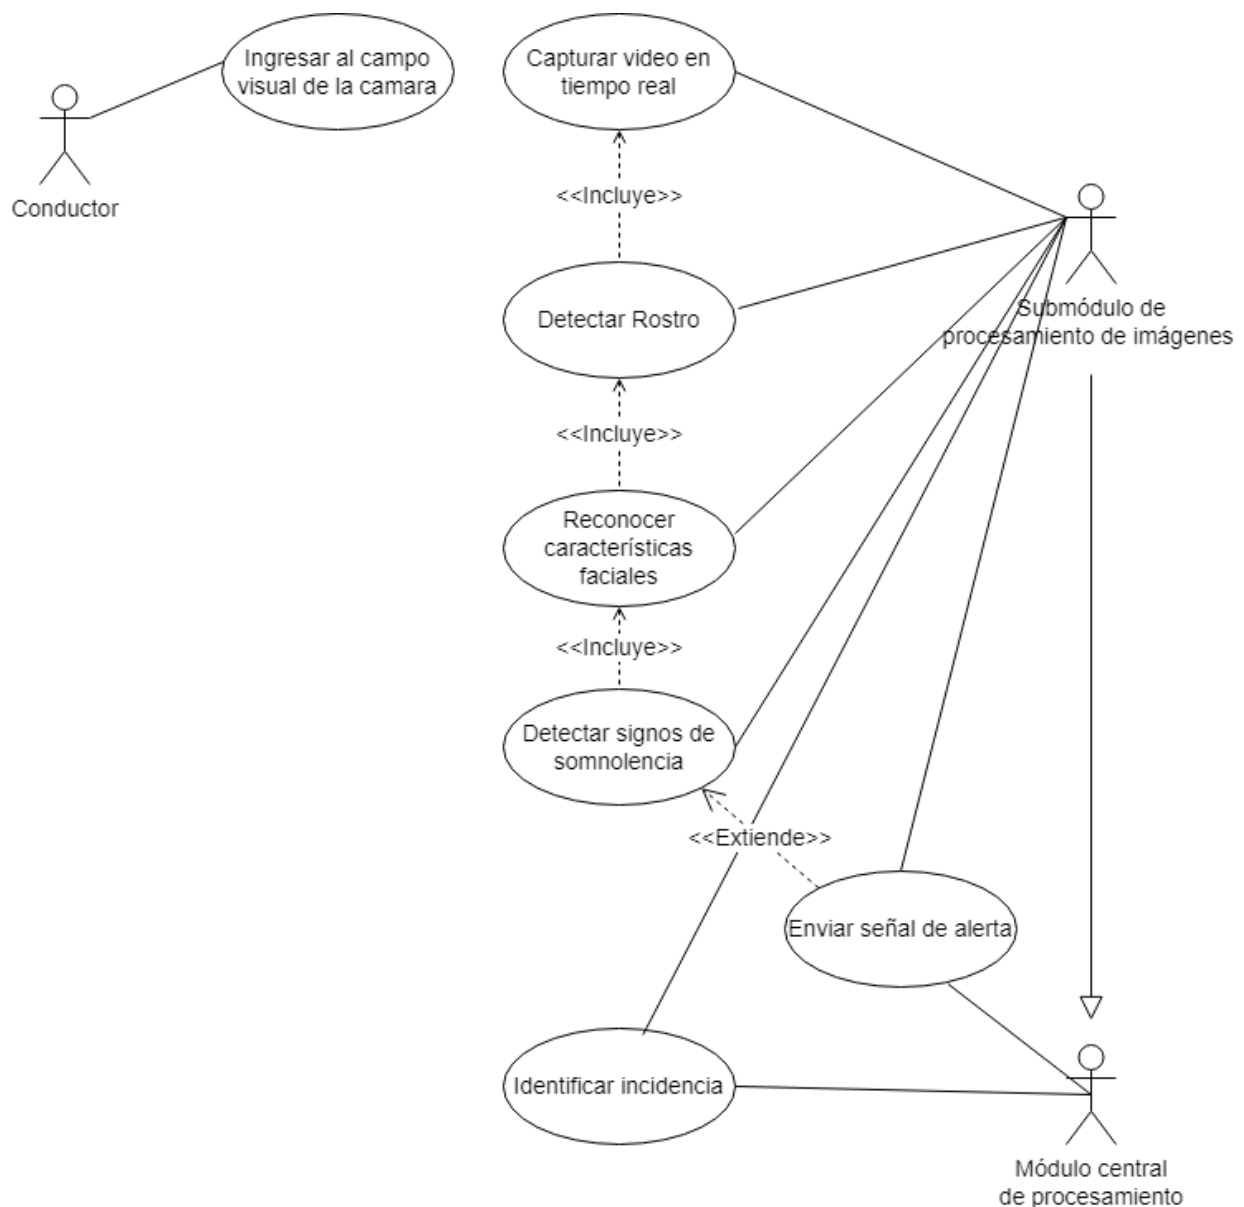 Ingresar al campo
visual de la camara
Capturar video en
tiempo real
Conductor
<<Incluye>>
Submódulo de
procesamiento de imágenes
Detectar Rostro
<<Incluye>>
Reconocer
características
faciales
<<Incluye>>
Detectar signos de
somnolencia
<<Extiende>>
Enviar señal de alerta
Identificar incidencia
Módulo central
de procesamiento